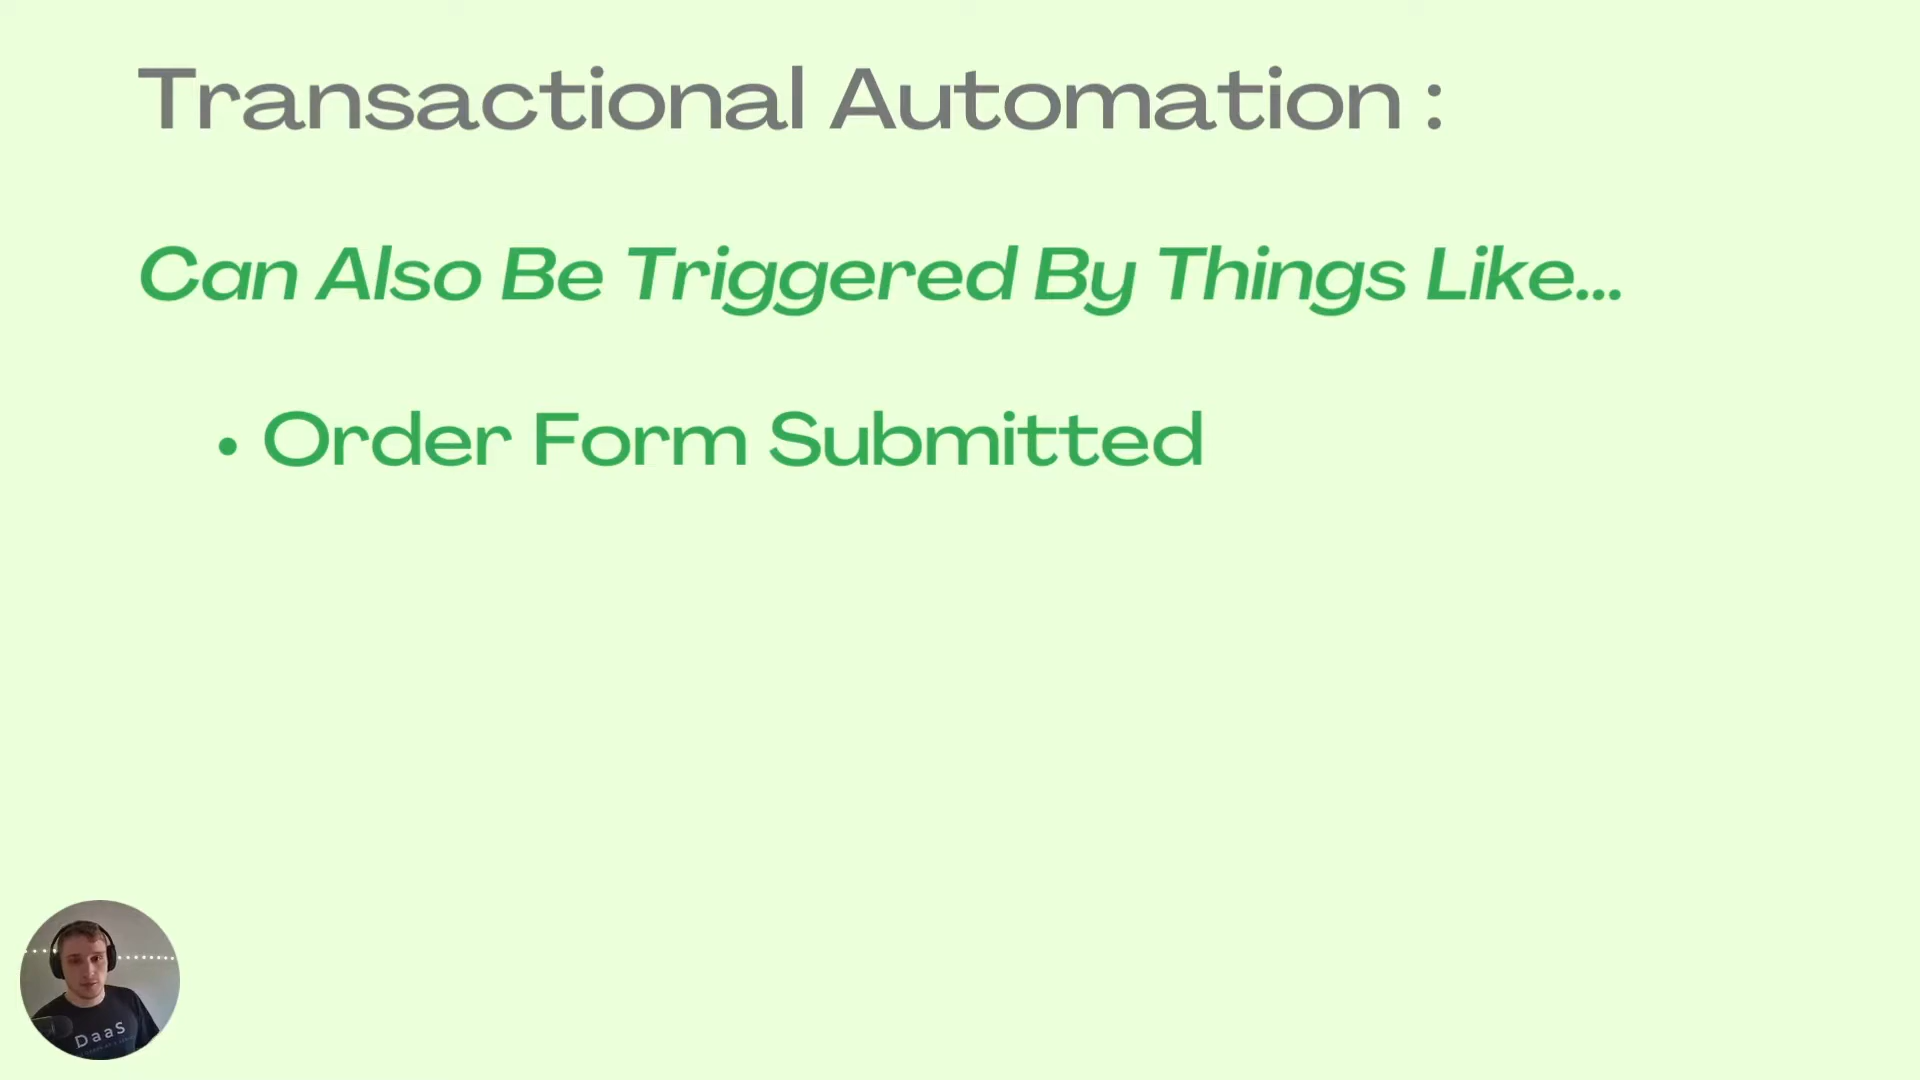 Transactional Automation :
Can Also Be Triggered By Things Like...
• Order Form Submitted
DaaS